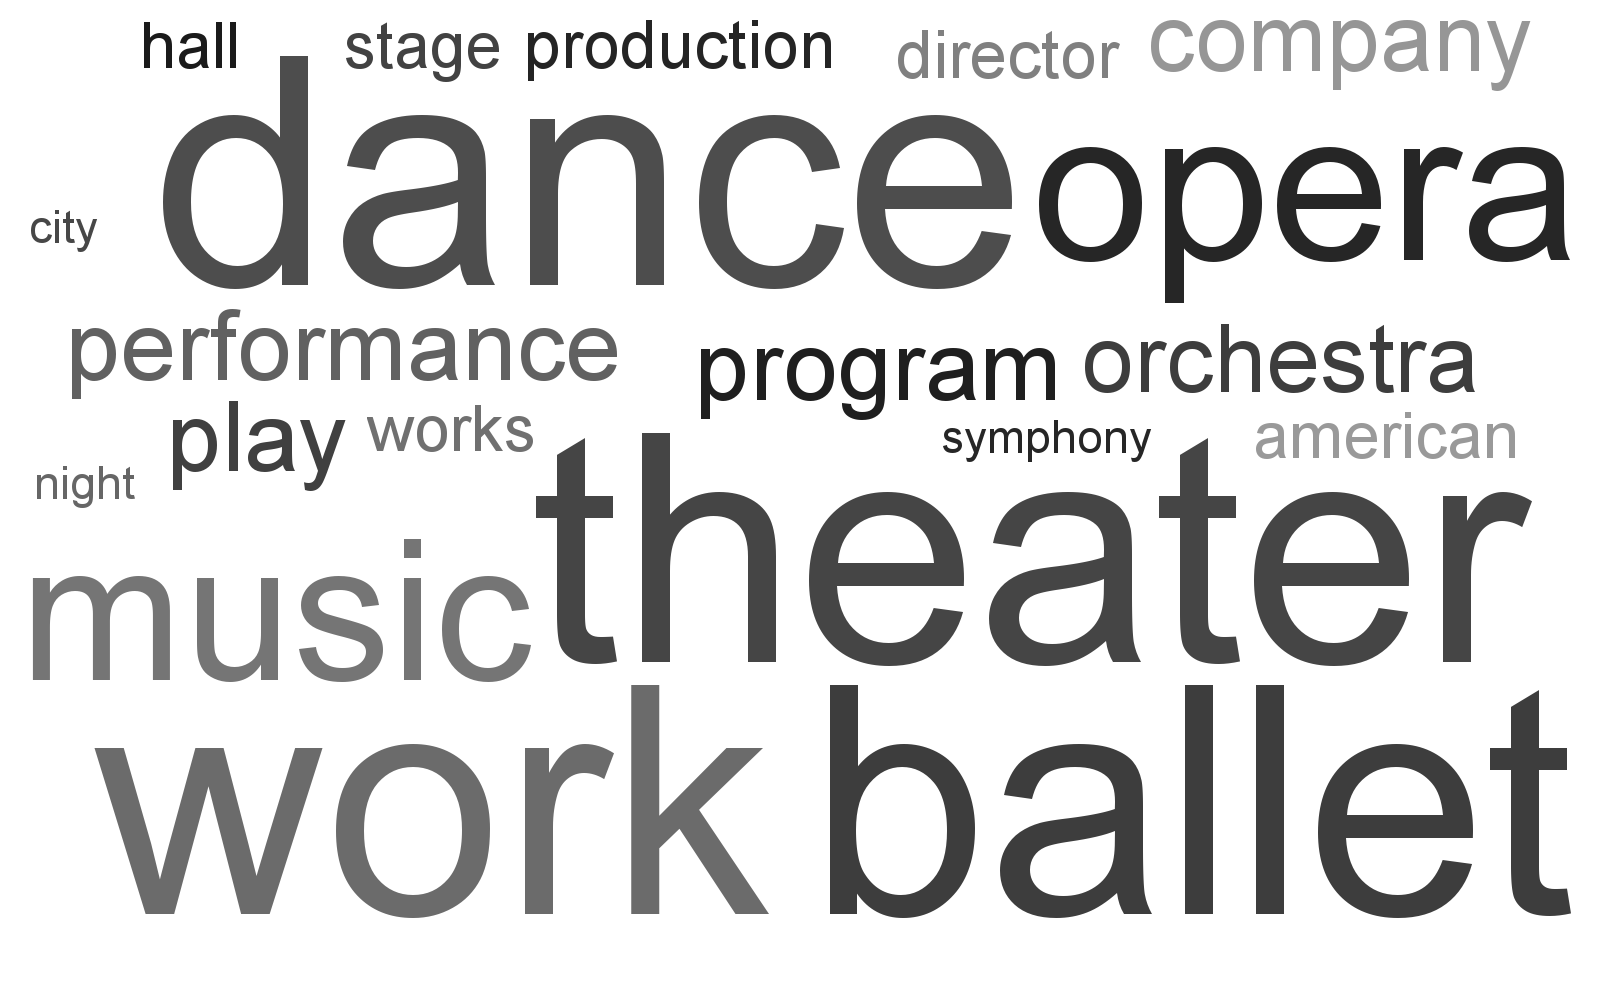 hall stage production director company
city dance opera
performance program orchestra
play works symphony american
night
music theater
work ballet